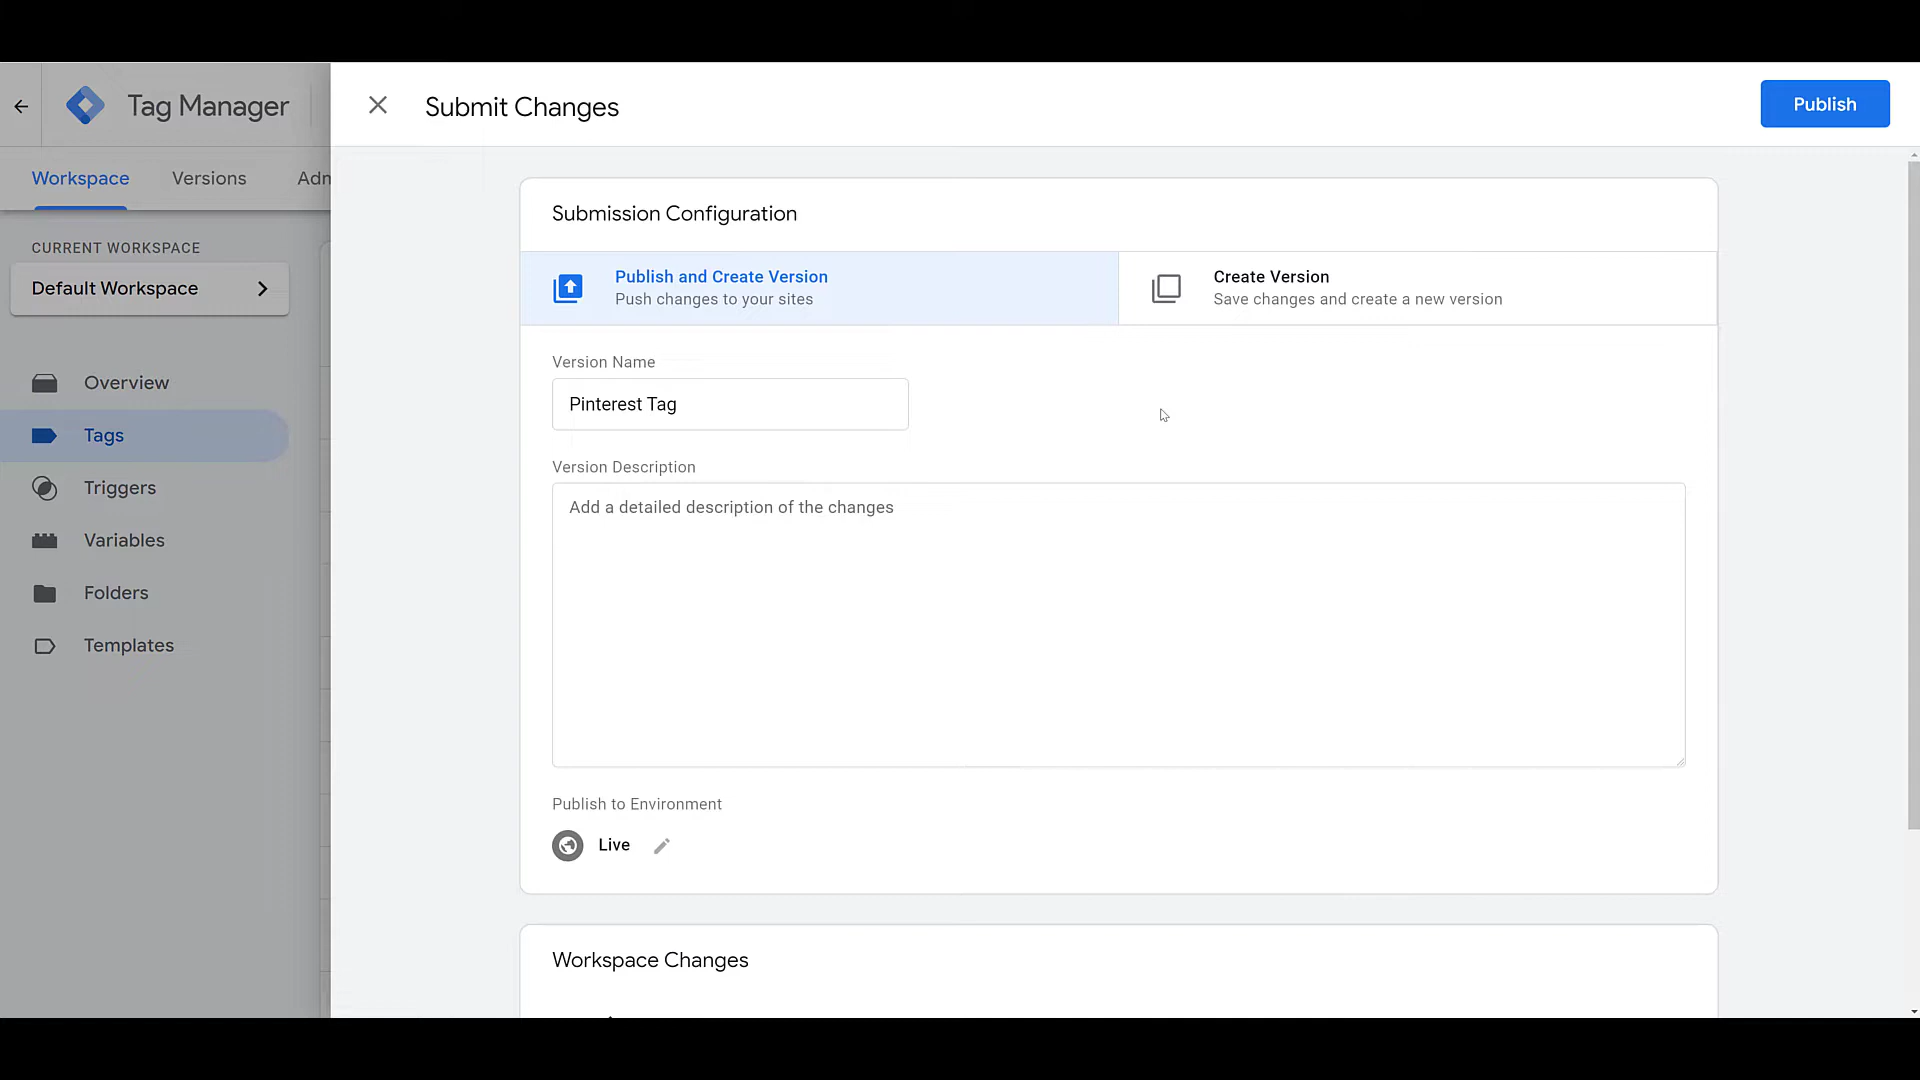 Tag Manager
Submit Changes
Publish
Workspace
Versions
Adm
CURRENT WORKSPACE
Default Workspace
Overview
Tags
Triggers
Variables
Folders
Templates
Submission Configuration
Publish and Create Version
Push changes to your sites
Create Version
Save changes and create a new version
Version Name
Pinterest Tag
Version Description
Add a detailed description of the changes
Publish to Environment
Live
Workspace Changes